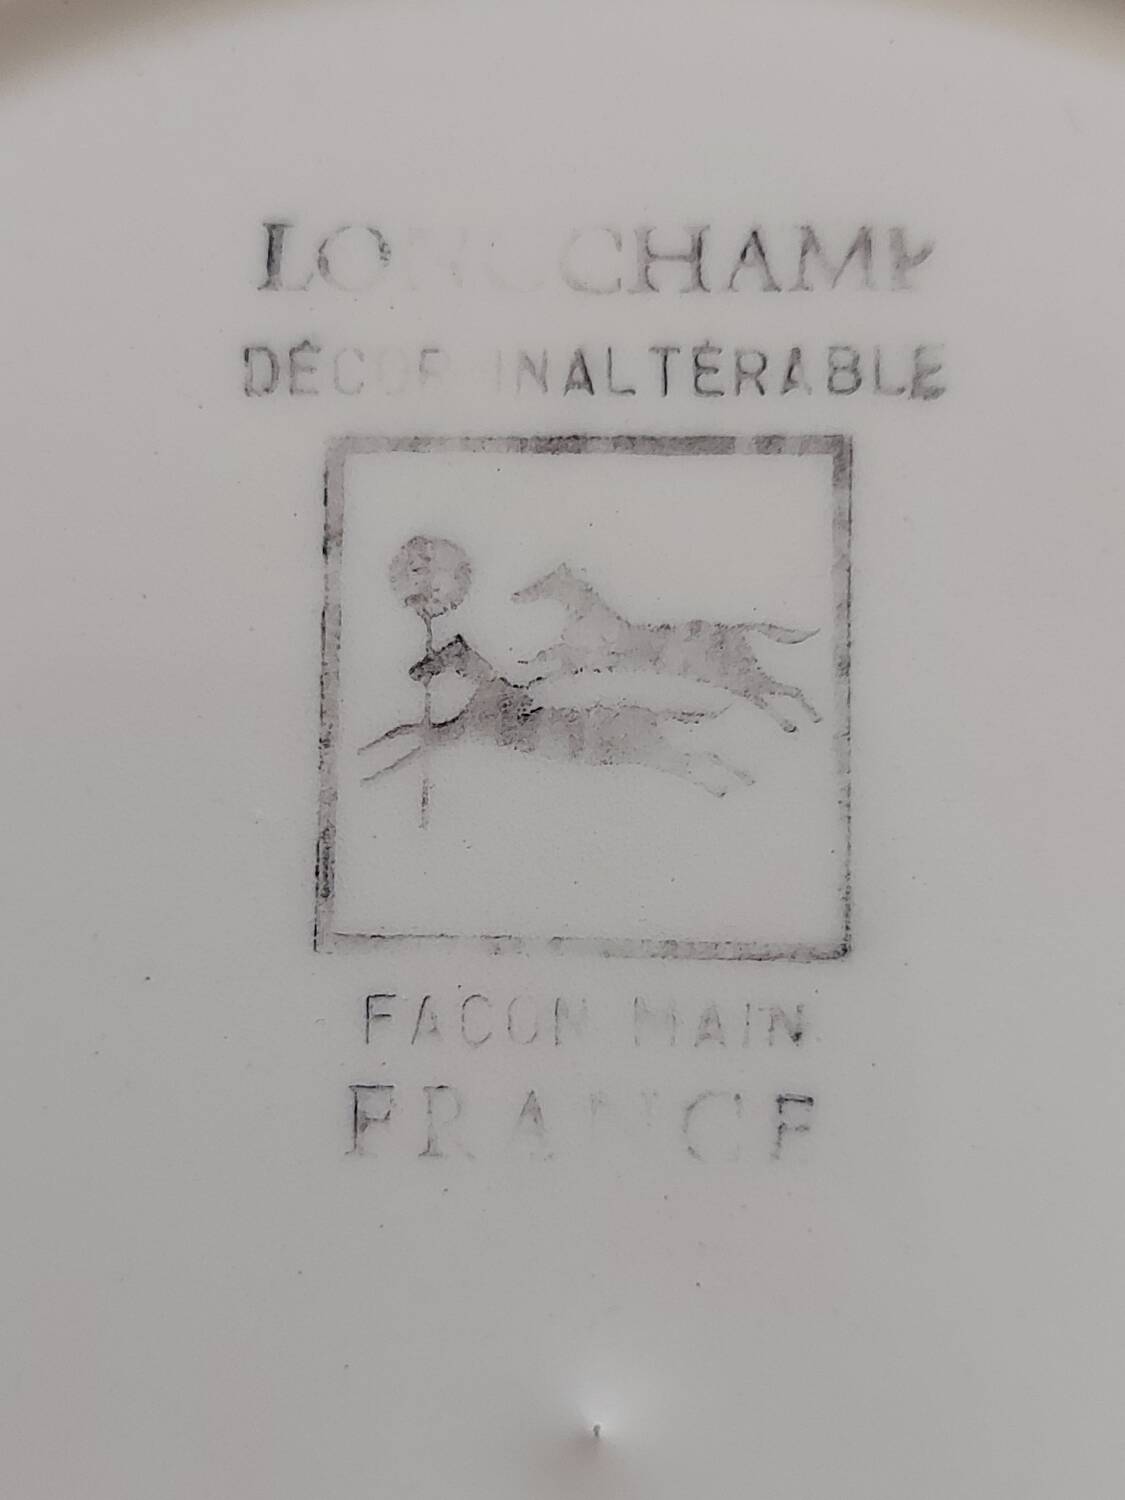 LONGCHAMP
DÉCOR INALTÉRABLE
FACON MAIN
FRANCE